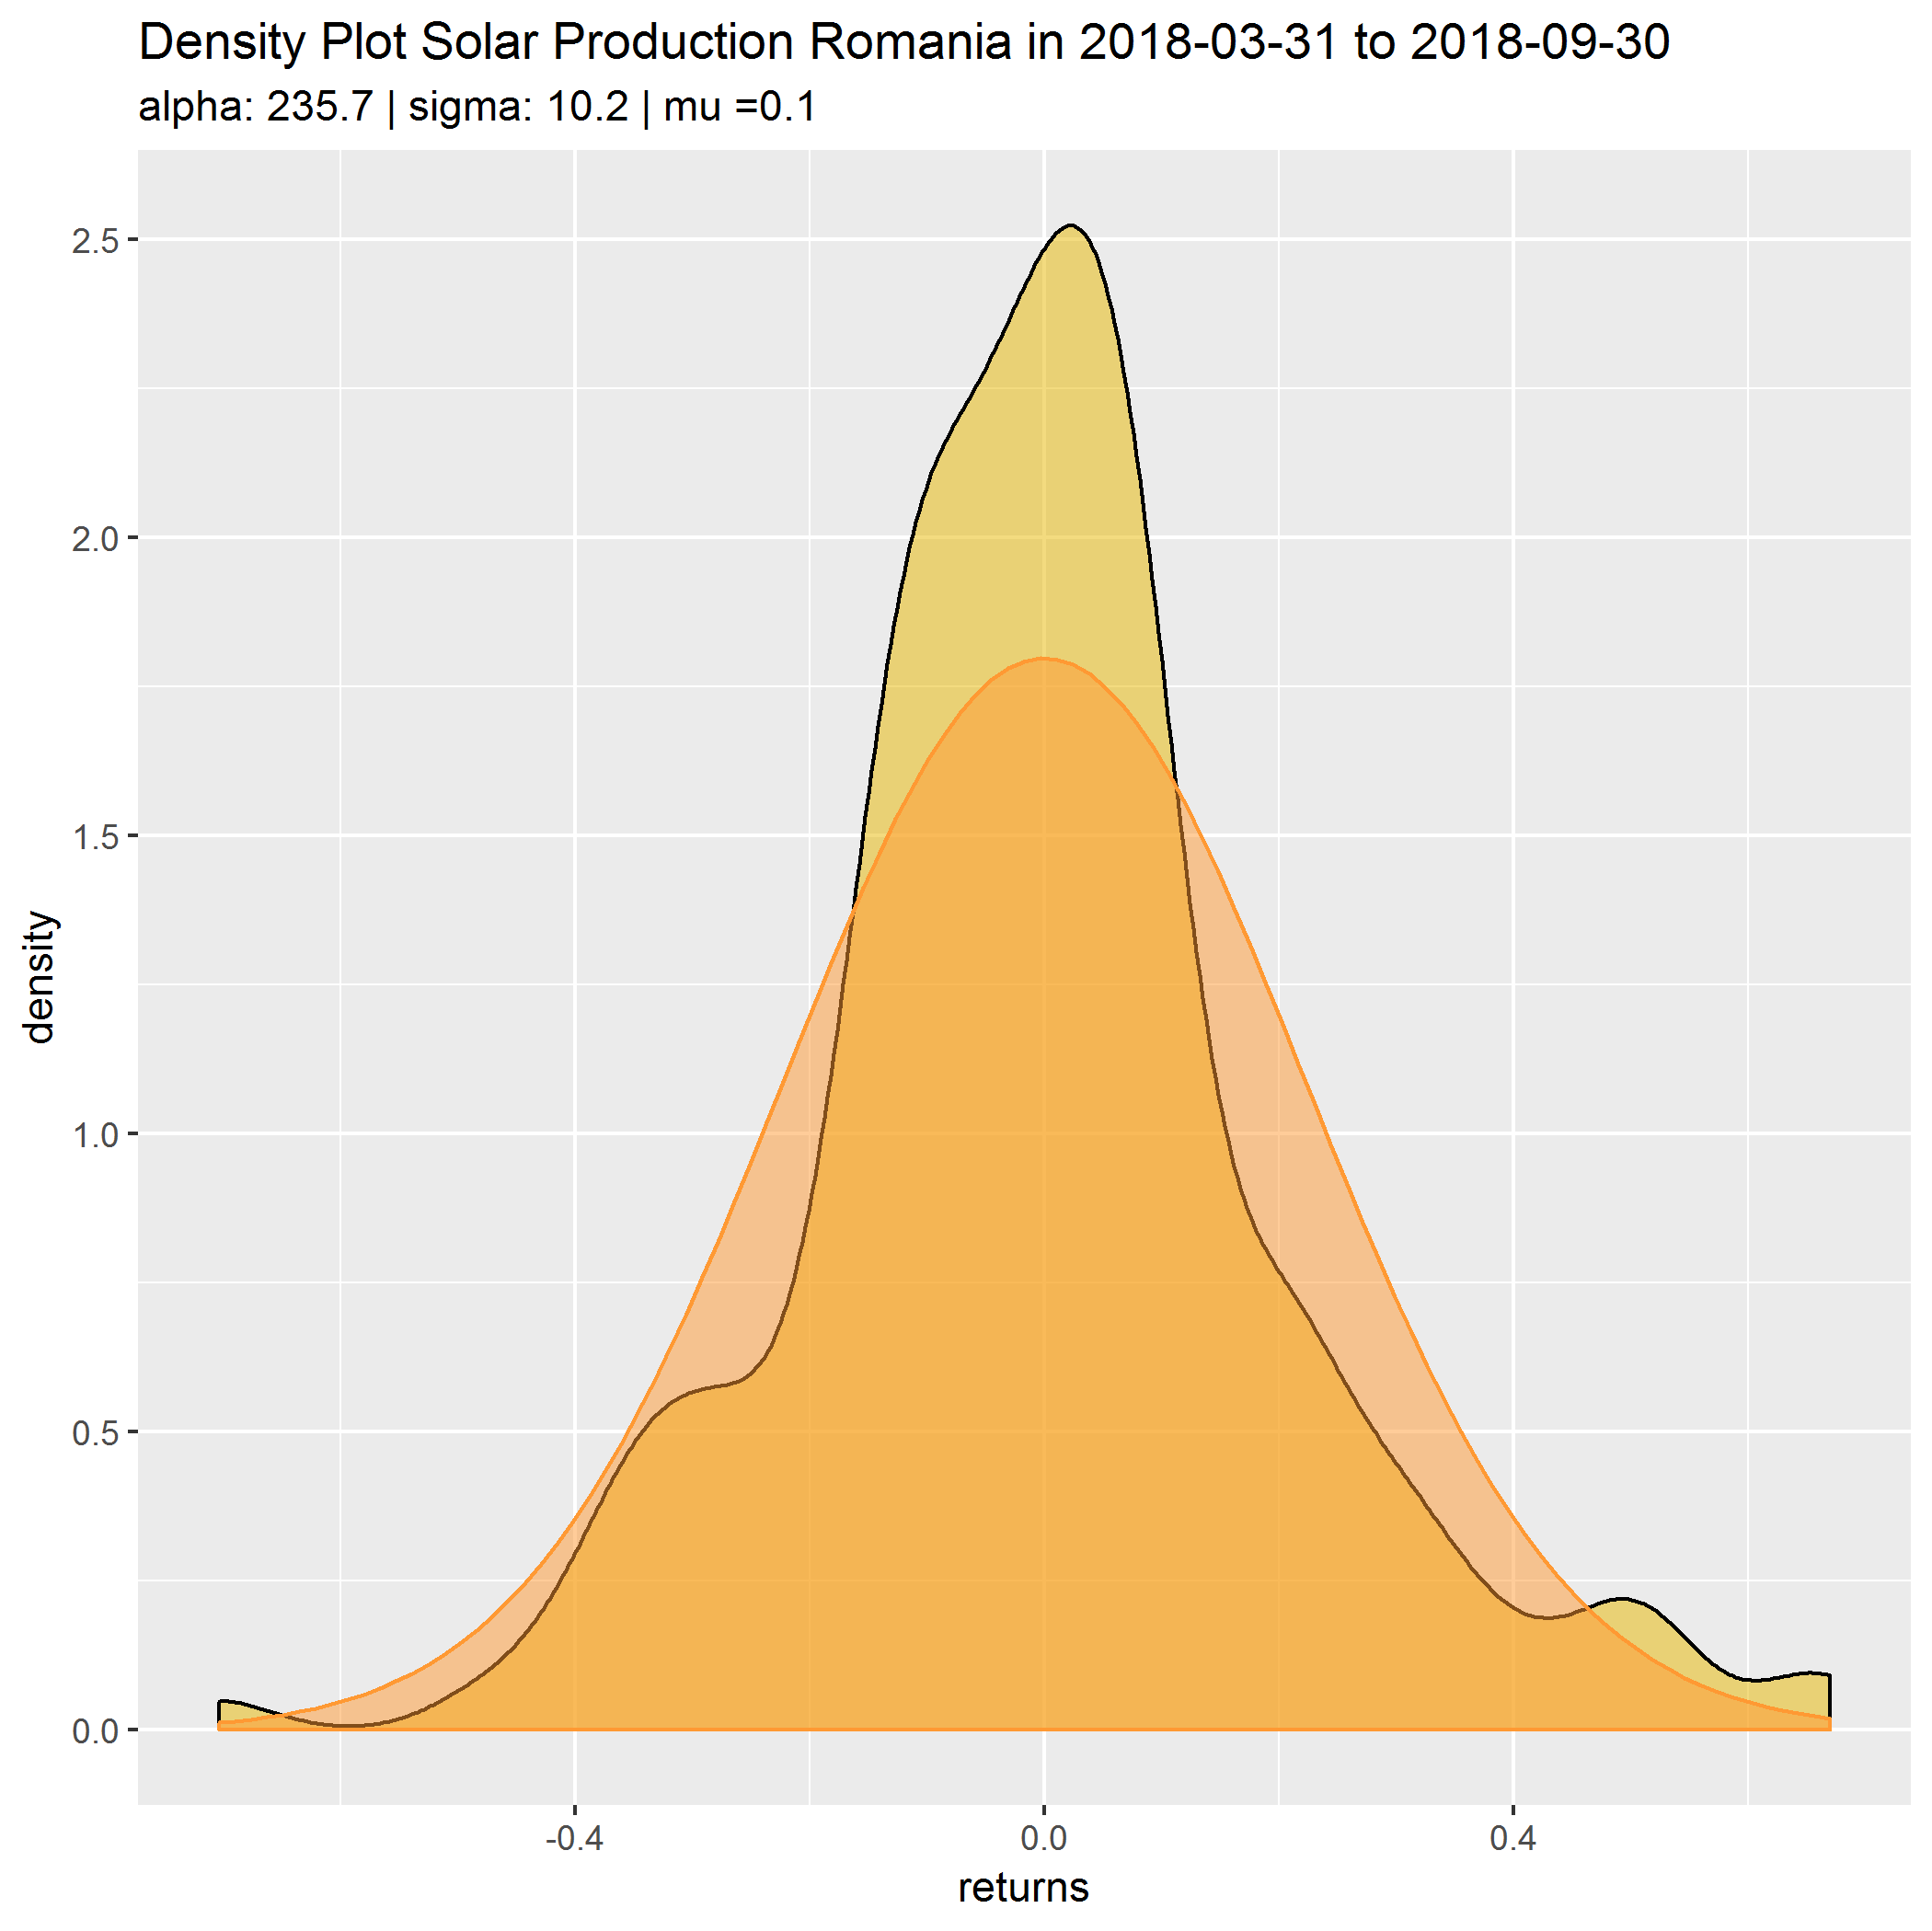 Density Plot Solar Production Romania in 2018-03-31 to 2018-09-30
alpha: 235.7 | sigma: 10.2 | mu =0.1
2.5
2.0
1.5
1.0
0.5
0.0
density
-0.4 0.0 0.4
returns